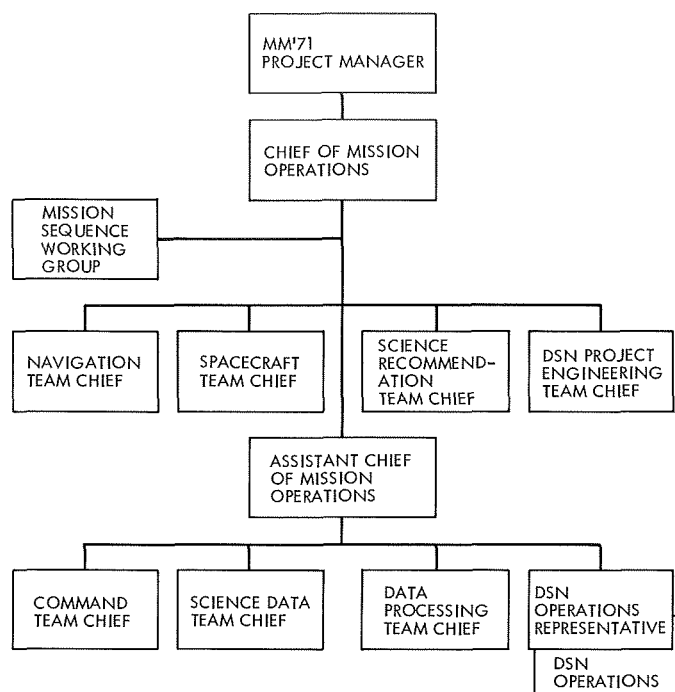 MM'71
PROJECT MANAGER
CHIEF OF MISSION
OPERATIONS
MISSION
SEQUENCE
WORKING
GROUP
NAVIGATION
TEAM CHIEF
SPACECRAFT
TEAM CHIEF
SCIENCE
RECOMMEND-
ATION
TEAM CHIEF
DSN PROJECT
ENGINEERING
TEAM CHIEF
ASSISTANT CHIEF
OF MISSION
OPERATIONS
COMMAND
TEAM CHIEF
SCIENCE DATA
TEAM CHIEF
DATA
PROCESSING
TEAM CHIEF
DSN
OPERATIONS
REPRESENTATIVE
DSN
OPERATIONS